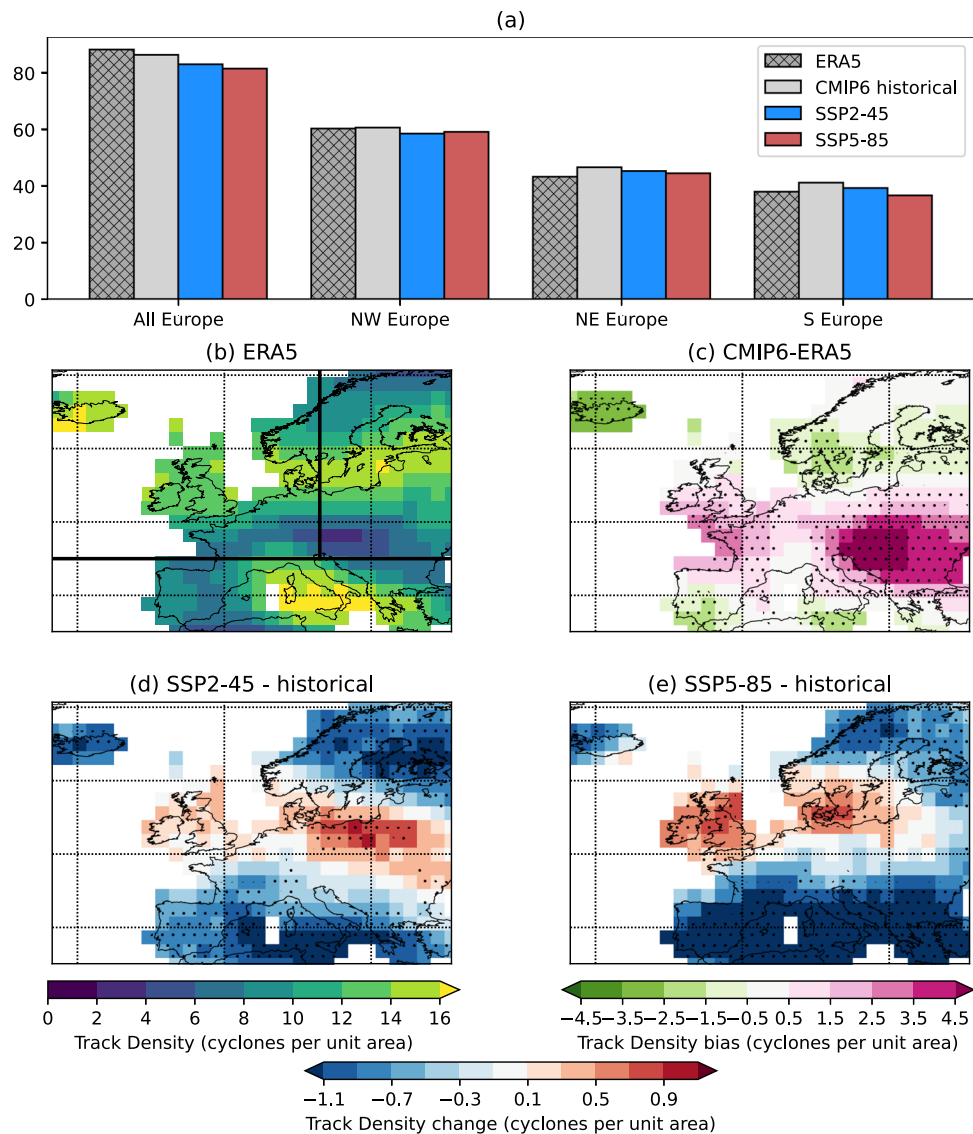 (a)
80
60
40
20
0
ERA5
CMIP6 historical
SSP2-45
SSP5-85
All Europe
NW Europe
NE Europe
S Europe
(b) ERA5
(c) CMIP6-ERA5
(d) SSP2-45 - historical
(e) SSP5-85 - historical
0 2 4 6 8 10 12 14 16
Track Density (cyclones per unit area)
−4.5 −3.5 −2.5 −1.5 −0.5 0.5 1.5 2.5 3.5 4.5
Track Density bias (cyclones per unit area)
−1.1 −0.7 −0.3 0.1 0.5 0.9
Track Density change (cyclones per unit area)